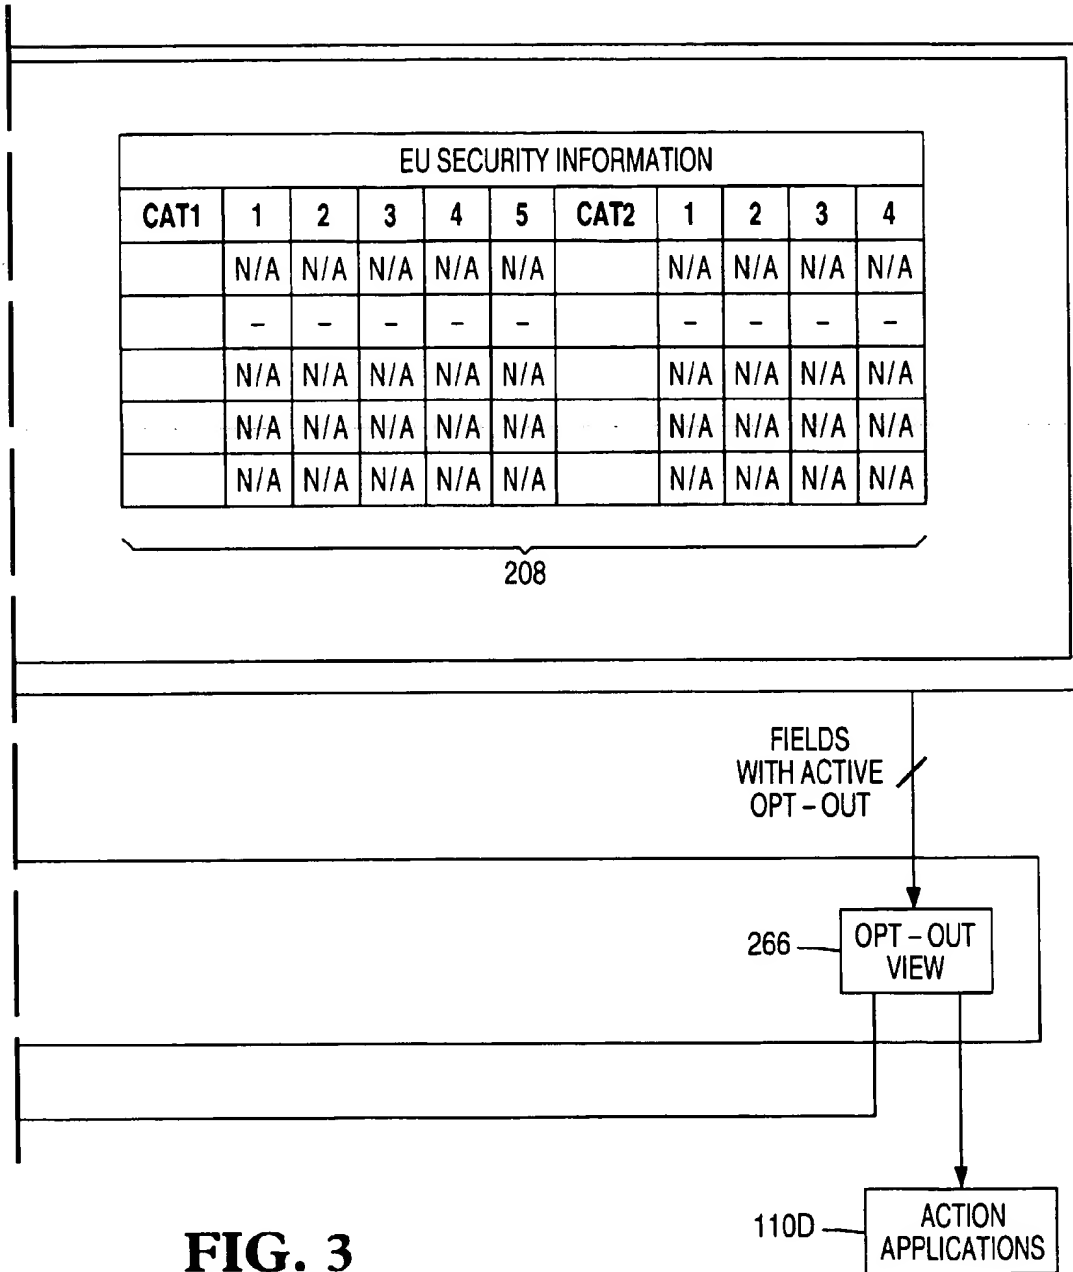 EU SECURITY INFORMATION
CAT1 1 2 3 4 5 CAT2 1 2 3 4
N/A N/A N/A N/A N/A N/A N/A N/A N/A
– – – – – – – – –
N/A N/A N/A N/A N/A N/A N/A N/A N/A
N/A N/A N/A N/A N/A N/A N/A N/A N/A
N/A N/A N/A N/A N/A N/A N/A N/A N/A
208
FIELDS
WITH ACTIVE
OPT – OUT
266
OPT – OUT
VIEW
110D
ACTION
APPLICATIONS
FIG. 3